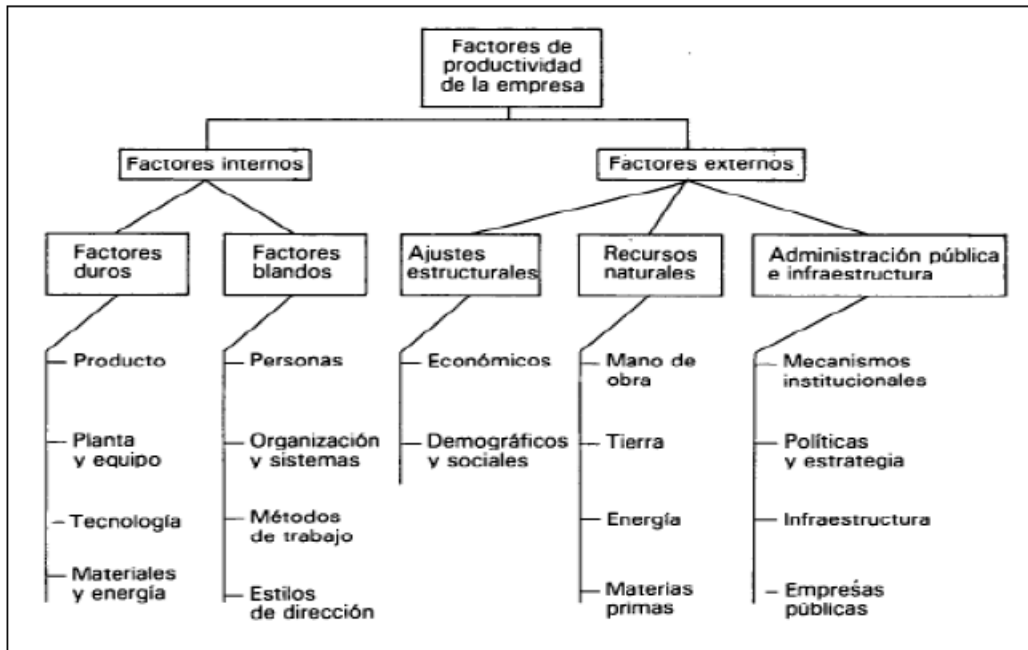 Factores de
productividad
de la empresa
Factores internos
Factores externos
Factores
duros
Factores
blandos
Ajustes
estructurales
Recursos
naturales
Administración pública
e infraestructura
Producto
Planta
y equipo
Tecnología
Materiales
y energía
Personas
Organización
y sistemas
Métodos
de trabajo
Estilos
de dirección
Económicos
Demográficos
y sociales
Mano de
obra
Tierra
Energía
Materias
primas
Mecanismos
institucionales
Políticas
y estrategia
Infraestructura
Empresas
públicas